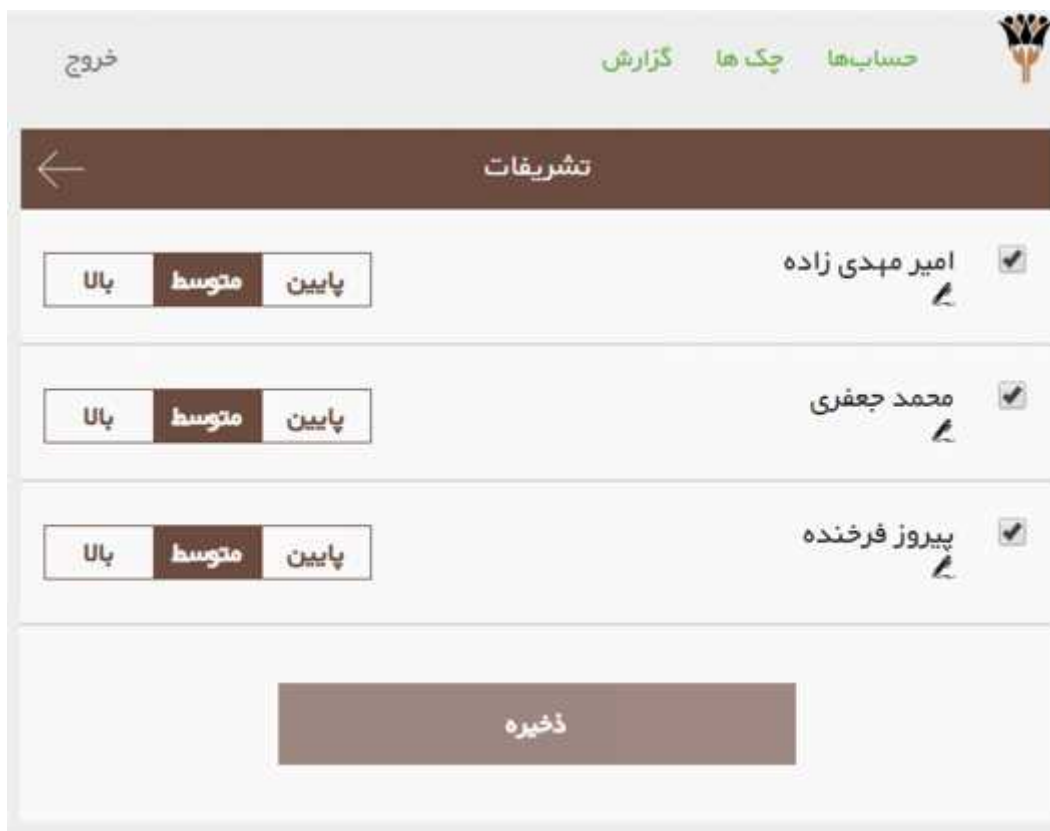 حساب‌ها چک ها گزارش خروج
تشریفات
امیر مهدی زاده پایین متوسط بالا
محمد جعفری پایین متوسط بالا
پیروز فرخنده پایین متوسط بالا
ذخیره